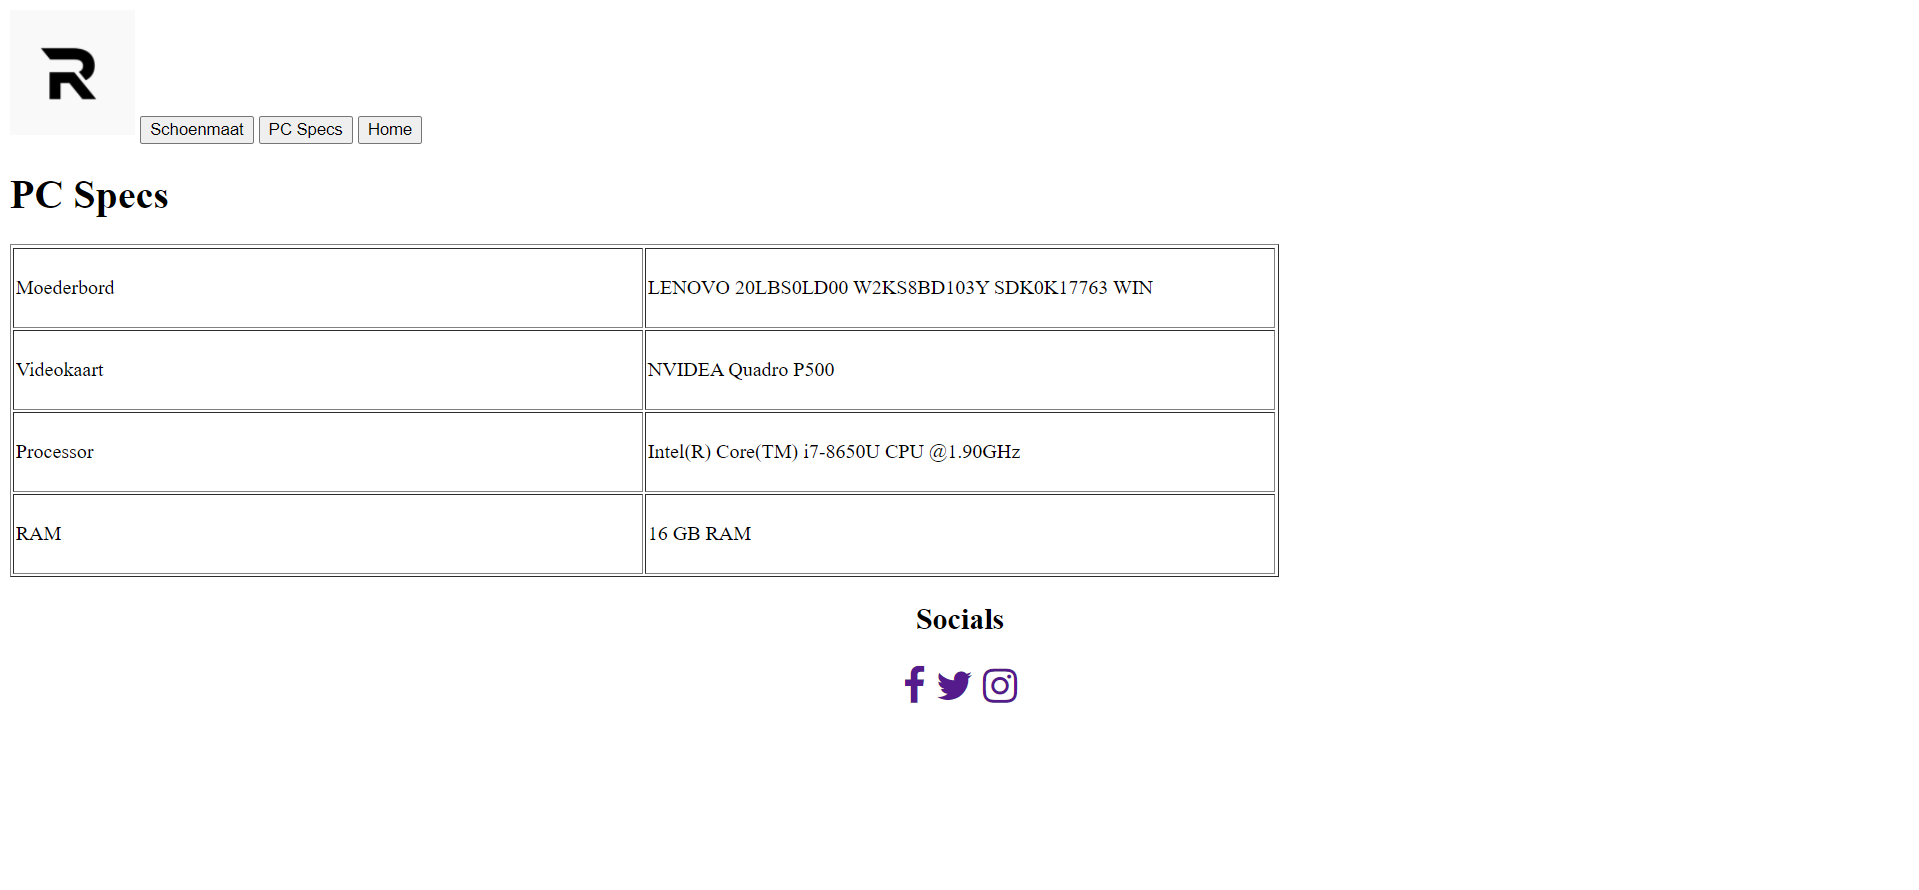 R
Schoenmaat PC Specs Home
PC Specs
Moederbord LENOVO 20LBS0LD00 W2KS8BD103Y SDK0K17763 WIN
Videokaart NVIDEA Quadro P500
Processor Intel(R) Core(TM) i7-8650U CPU @1.90GHz
RAM 16 GB RAM
Socials